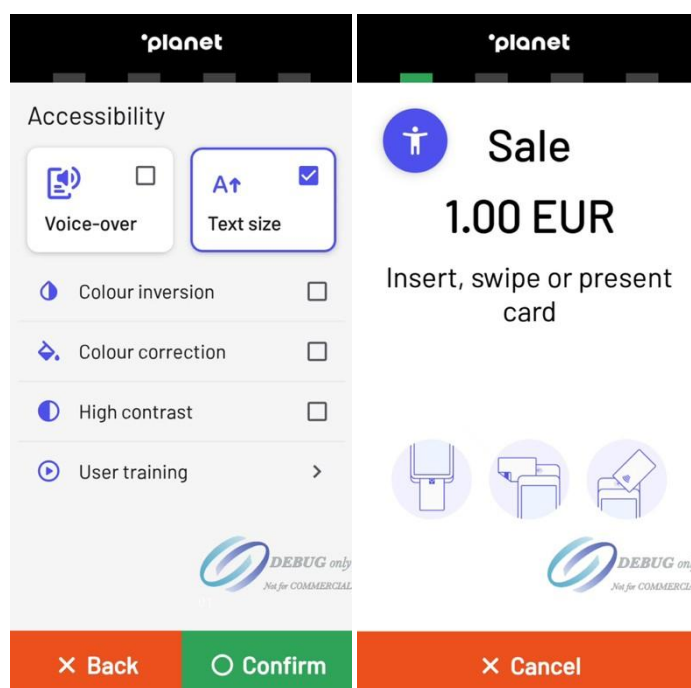 planet
Accessibility
Voice-over
A
Text size
Colour inversion
Colour correction
High contrast
User training
DEBUG only
Not for COMMERCIAL
Back
Confirm
planet
Sale
1.00 EUR
Insert, swipe or present
card
DEBUG on
Not for COMMERCIA
Cancel